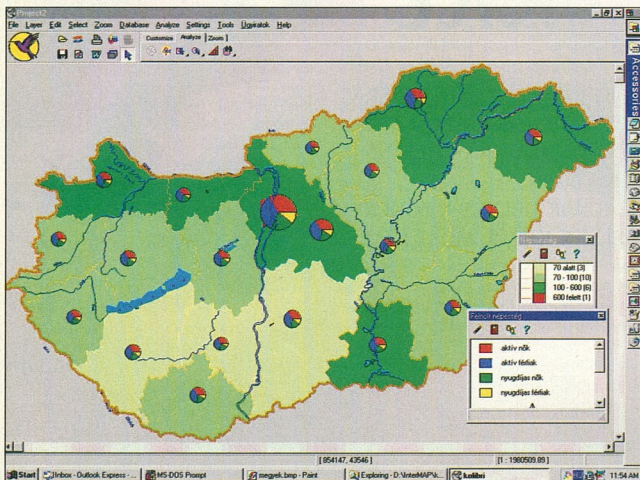 Project2
File Layer Edit Select Zoom Database Analyze Settings Tools Ügyiratok Help
Customize Analyze Zoom
Accessories
Népsűrűség
70 alatt (3)
70 - 100 (10)
100 - 600 (6)
600 felett (1)
Felnőtt népesség
aktív nők
aktív férfiak
nyugdíjas nők
nyugdíjas férfiak
[ 854147, 43546 ]
[1 : 1980509.89 ]
Start
Inbox - Outlook Express - ...
MS-DOS Prompt
megyek.bmp - Paint
Exploring - D:\InterMAP\k...
kolibri
11:54 AM